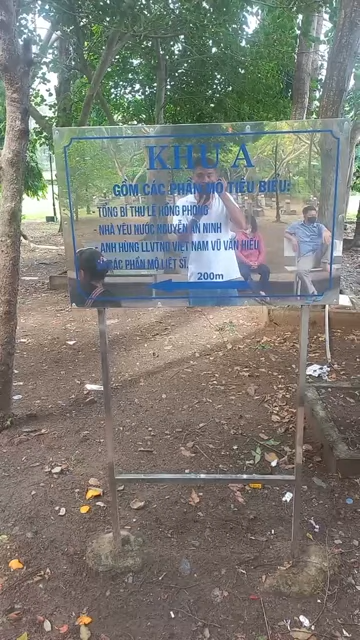 KHU A
GỒM CÁC PHẦN MỘ TIÊU BIỂU:
TỔNG BÍ THƯ LÊ HỒNG PHONG
NHÀ YÊU NƯỚC NGUYỄN AN NINH
ANH HÙNG LLVTND VIỆT NAM VŨ VĂN HIẾU
CÁC PHẦN MỘ LIỆT SĨ
200m